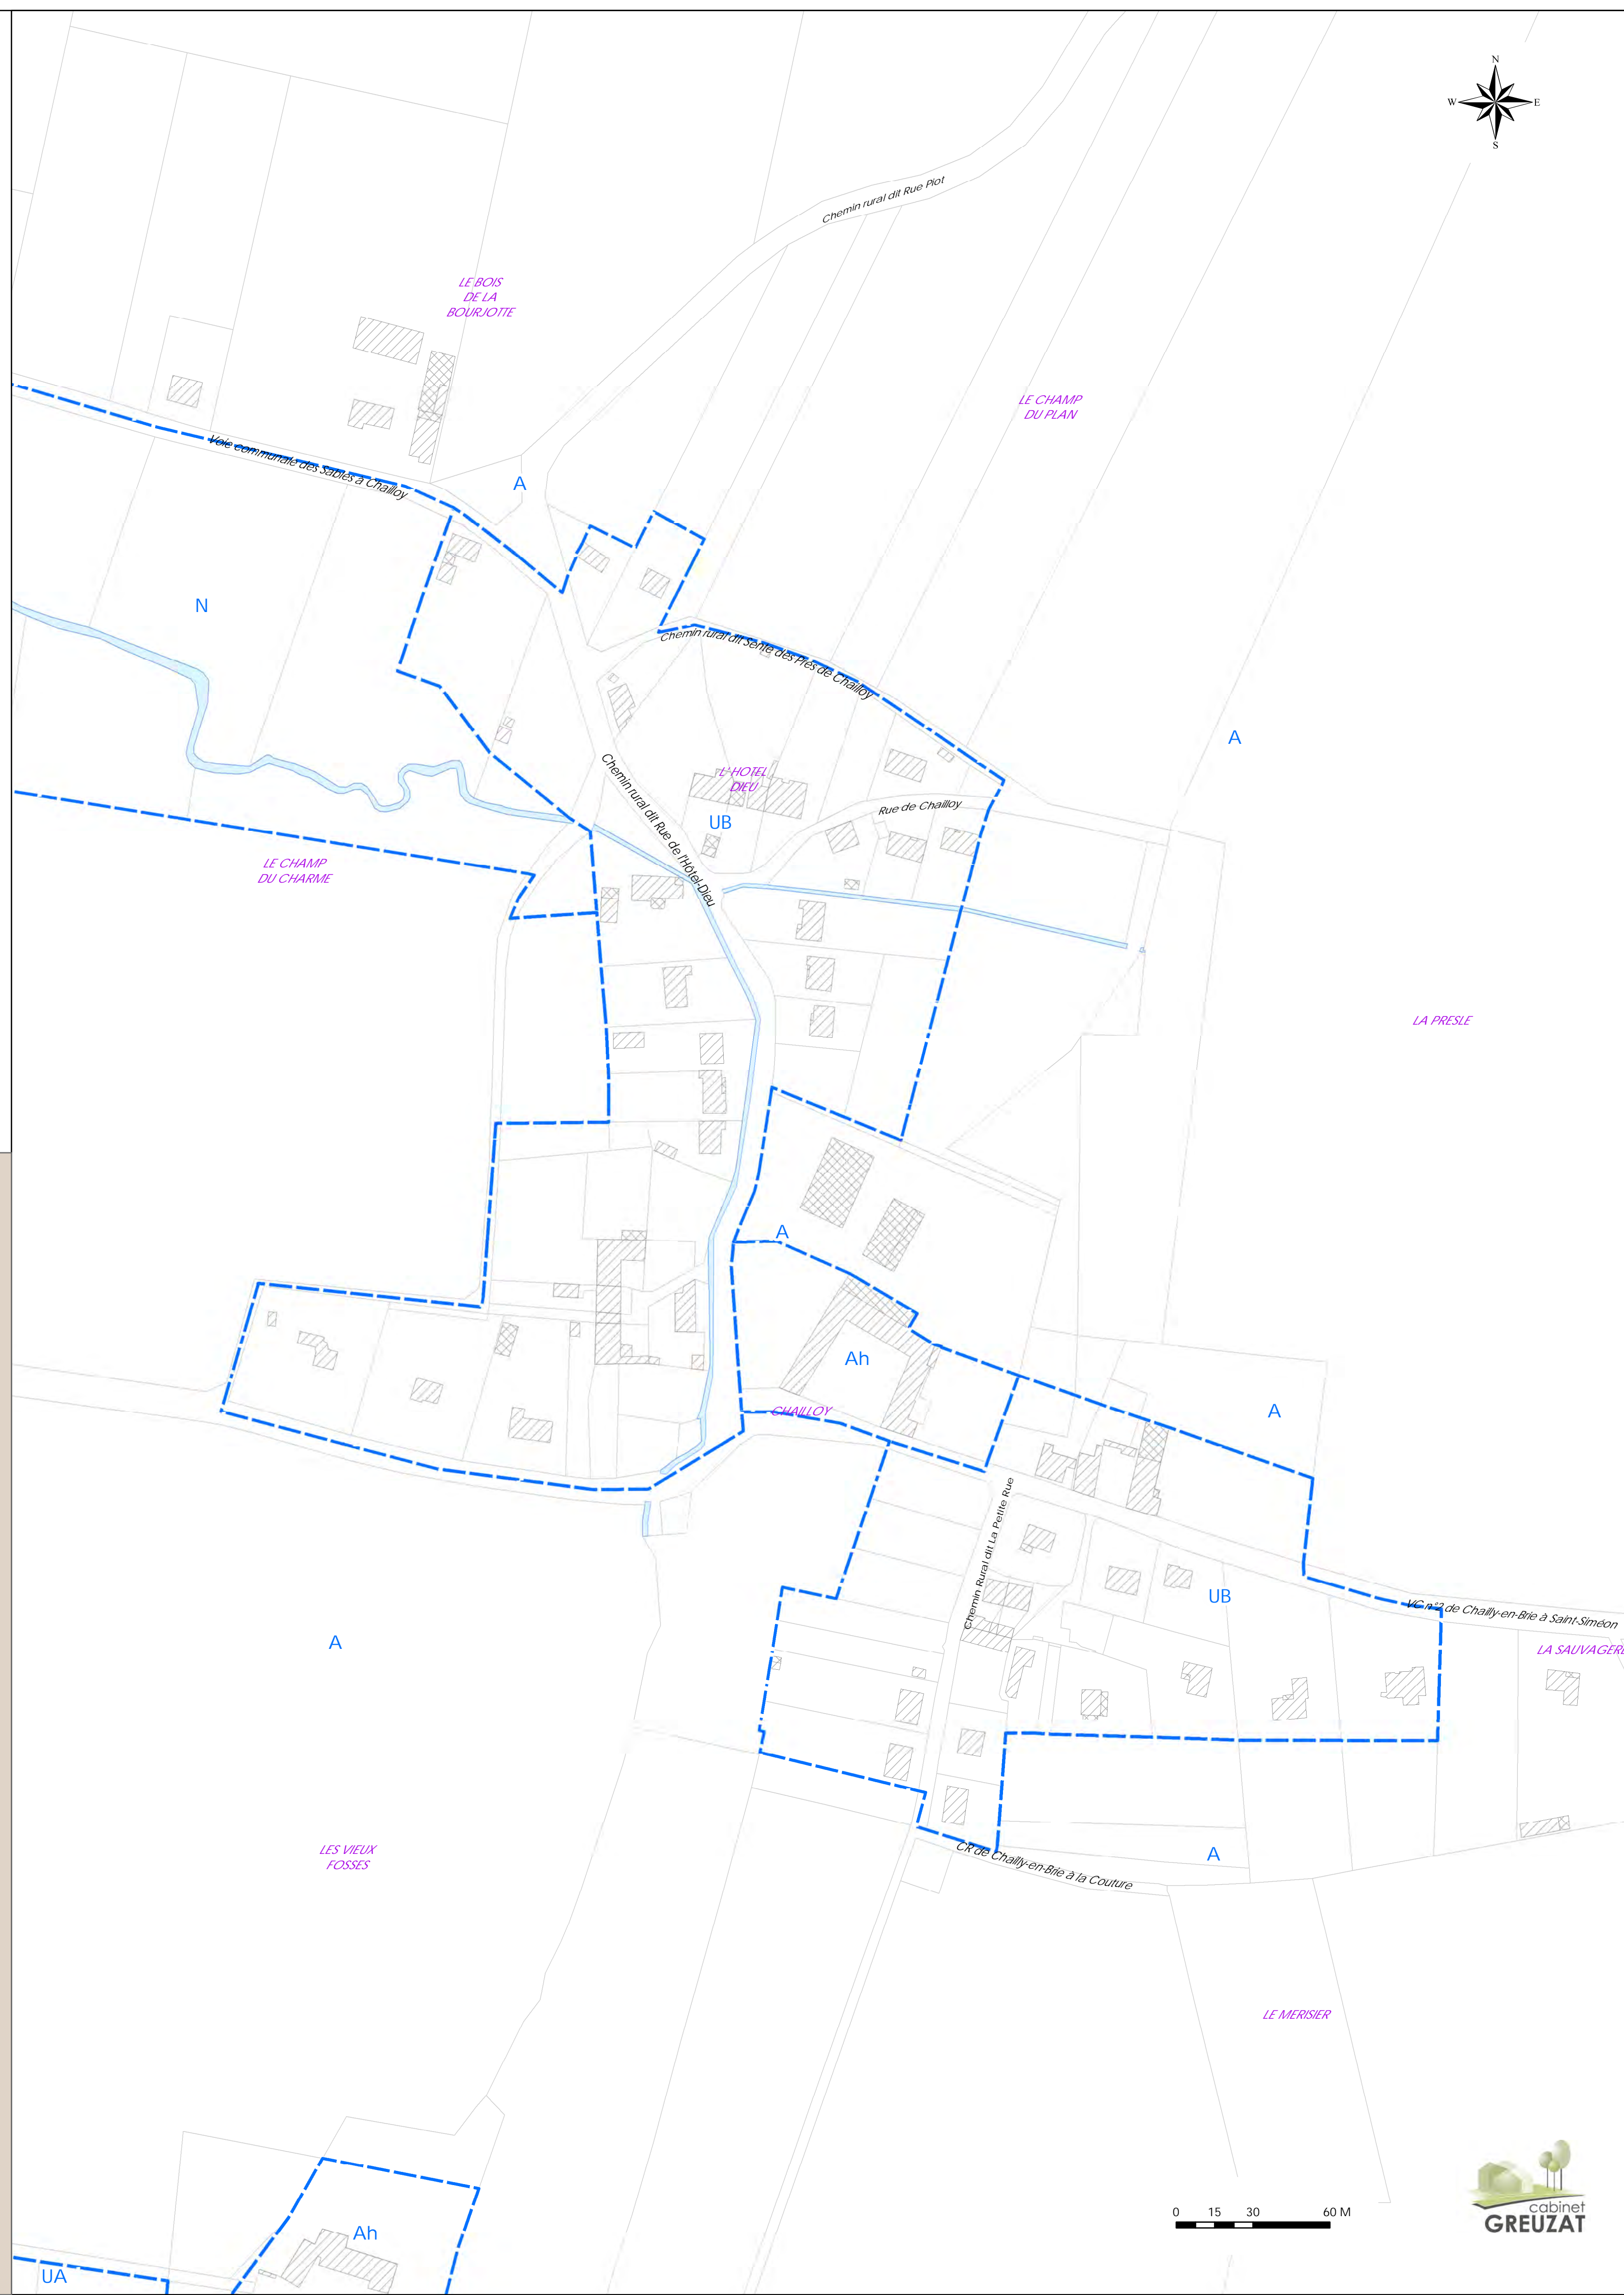 N
W
E
S
Chemin rural dit Rue Piot
LE BOIS
DE LA
BOURJOTTE
LE CHAMP
DU PLAN
Voie communale des Sables à Chailloy
A
N
Chemin rural dit Sente des Prés de Chailloy
A
L'HOTEL
DIEU
Chemin rural dit Rue de l'Hôtel-Dieu
Rue de Chailloy
UB
LE CHAMP
DU CHARME
LA PRESLE
A
Ah
CHAILLOY
A
Chemin Rural dit La Petite Rue
UB
VC n°2 de Chailly-en-Brie à Saint-Siméon
A
LA SAUVAGERE
LES VIEUX
FOSSES
CR de Chailly-en-Brie à la Couture
A
LE MERISIER
0 15 30 60 M
cabinet
GREUZAT
Ah
UA